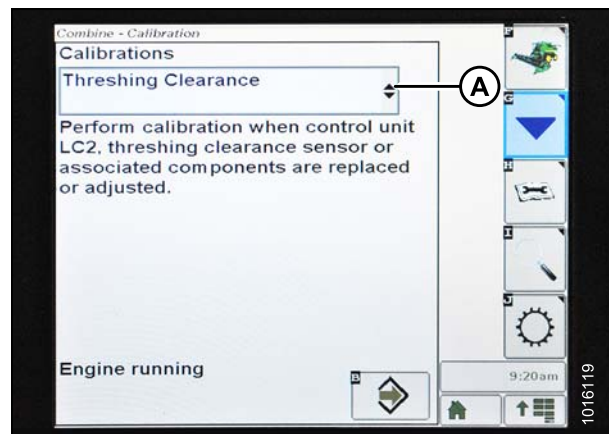 Combine - Calibration
Calibrations
Threshing Clearance
A
Perform calibration when control unit
LC2, threshing clearance sensor or
associated components are replaced
or adjusted.
Engine running
B
F
G
H
I
J
9:20am
1016119